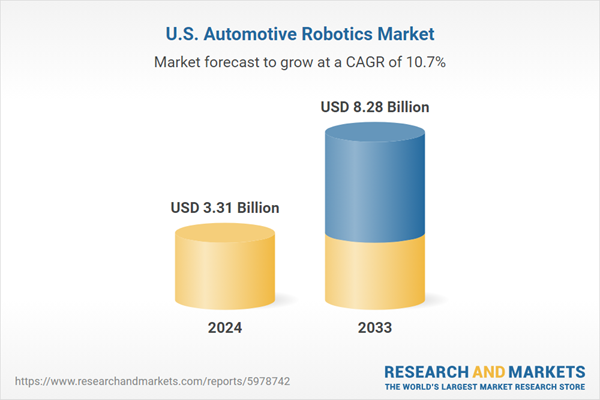 U.S. Automotive Robotics Market
Market forecast to grow at a CAGR of 10.7%
USD 8.28 Billion
USD 3.31 Billion
2024
2033
https://www.researchandmarkets.com/reports/5978742
RESEARCH AND MARKETS
THE WORLD'S LARGEST MARKET RESEARCH STORE